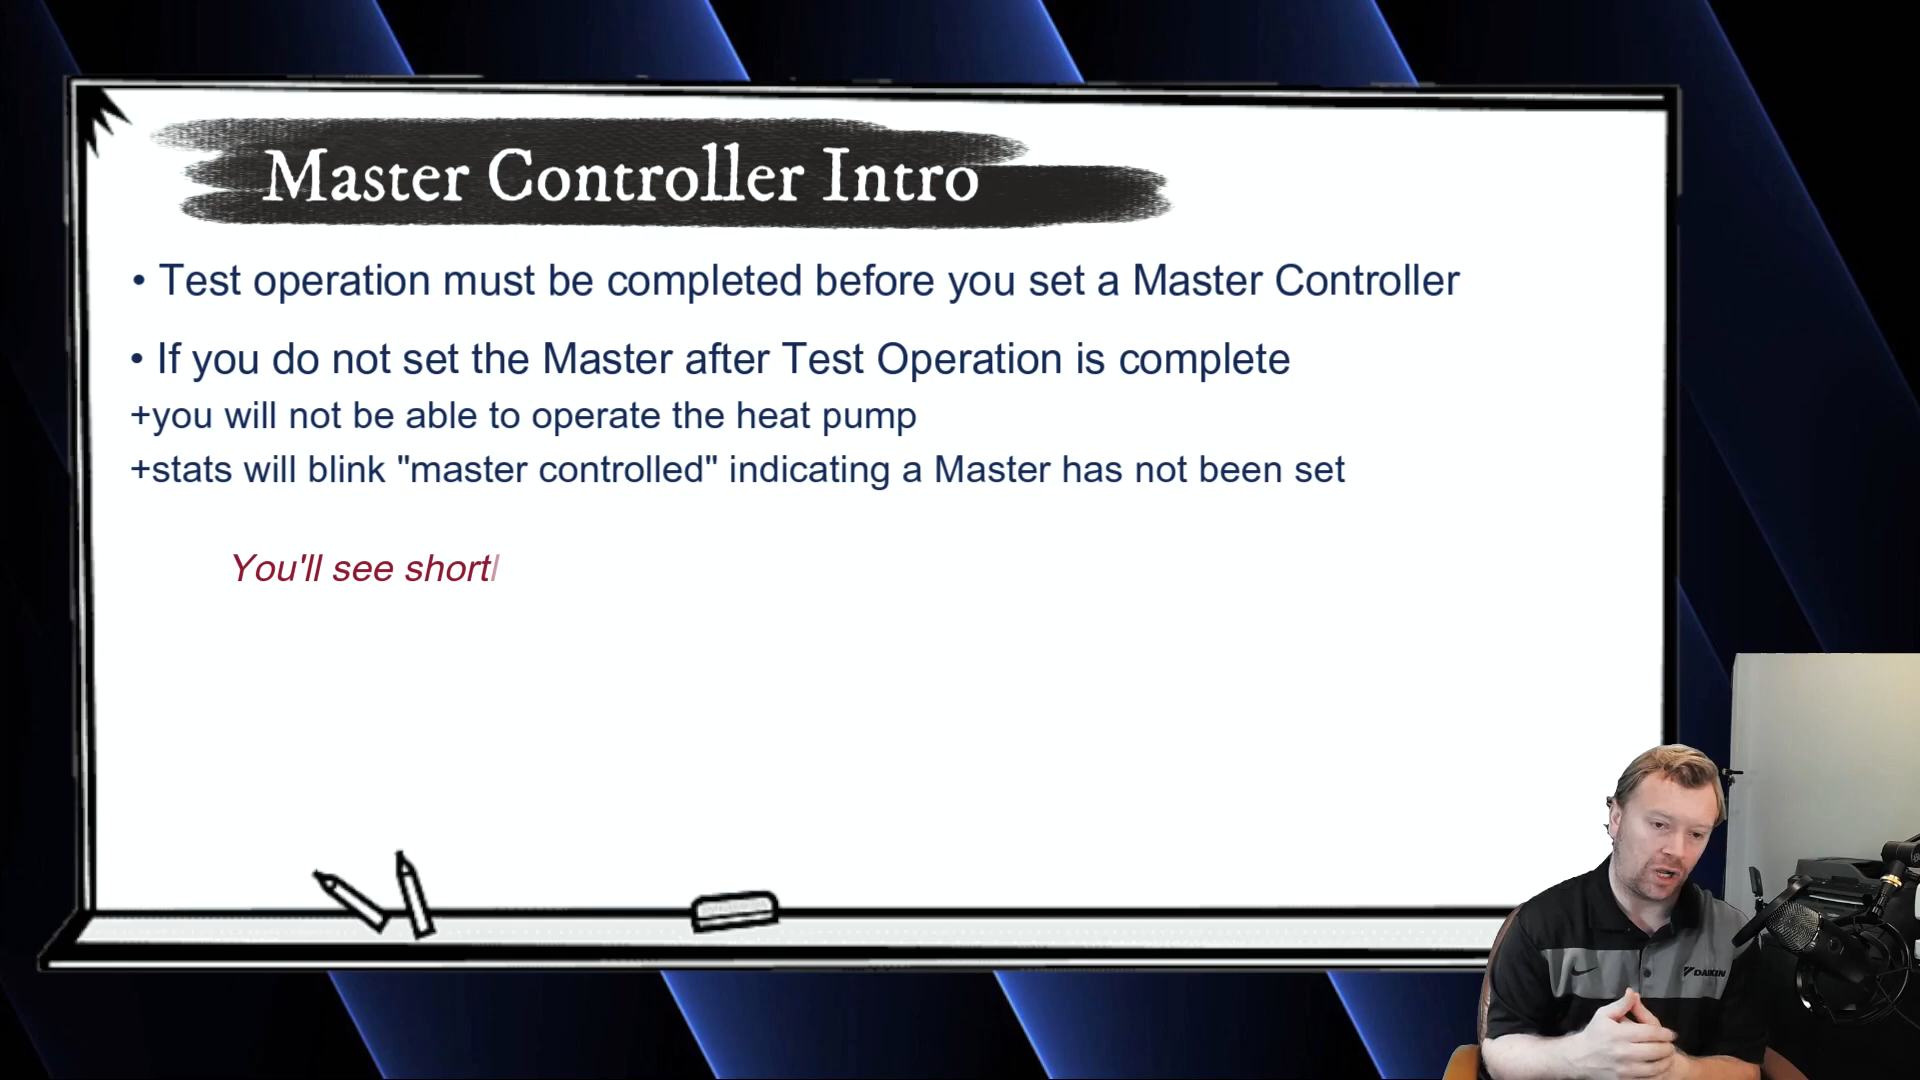 Master Controller Intro
• Test operation must be completed before you set a Master Controller
• If you do not set the Master after Test Operation is complete
+you will not be able to operate the heat pump
+stats will blink "master controlled" indicating a Master has not been set
You'll see shortl
DAIKIN